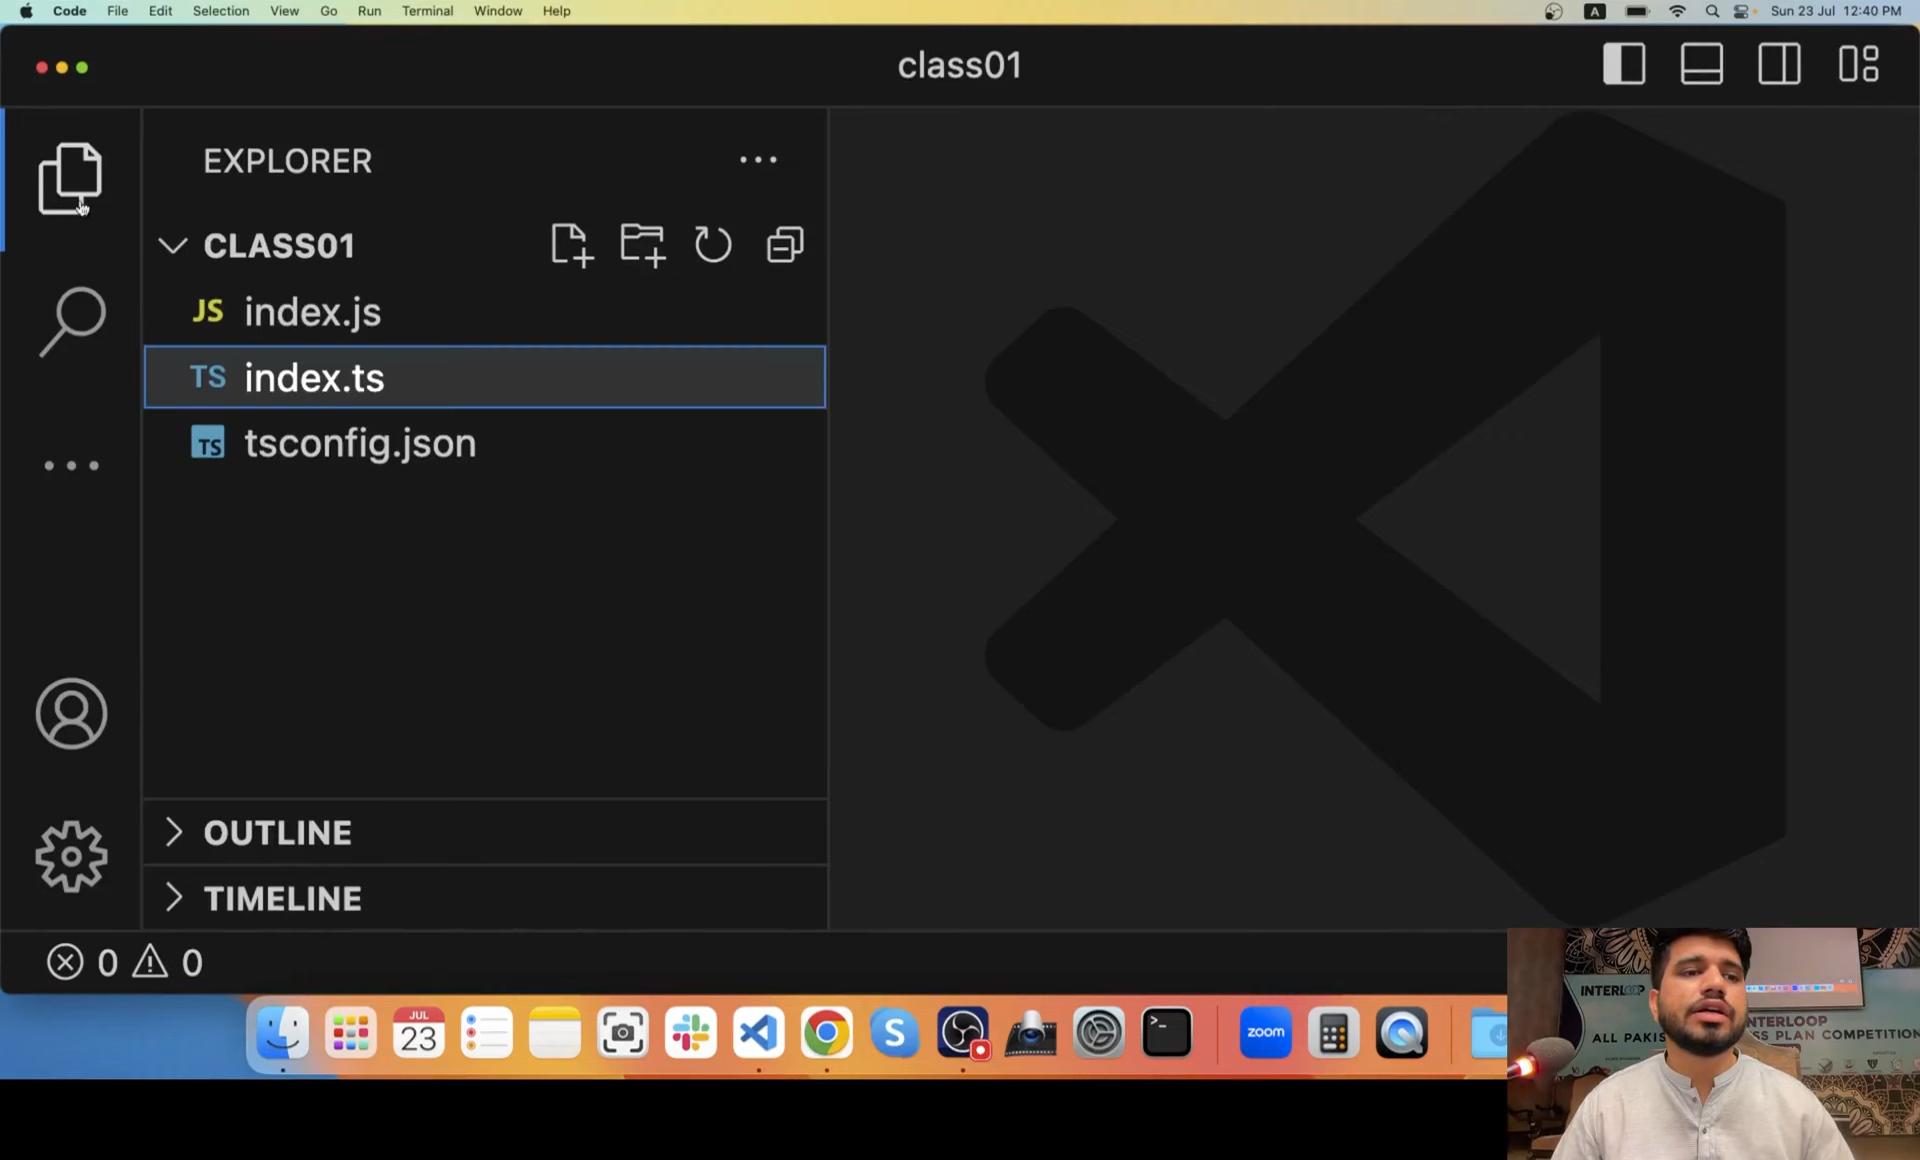 Code File Edit Selection View Go Run Terminal Window Help
A
Sun 23 Jul 12:40 PM
class01
EXPLORER
CLASS01
JS index.js
TS index.ts
TS tsconfig.json
OUTLINE
TIMELINE
0 0
JUL
23
S
>_
zoom
INTERLOOP
INTERLOOP
ALL PAKIS
SS PLAN COMPETITION